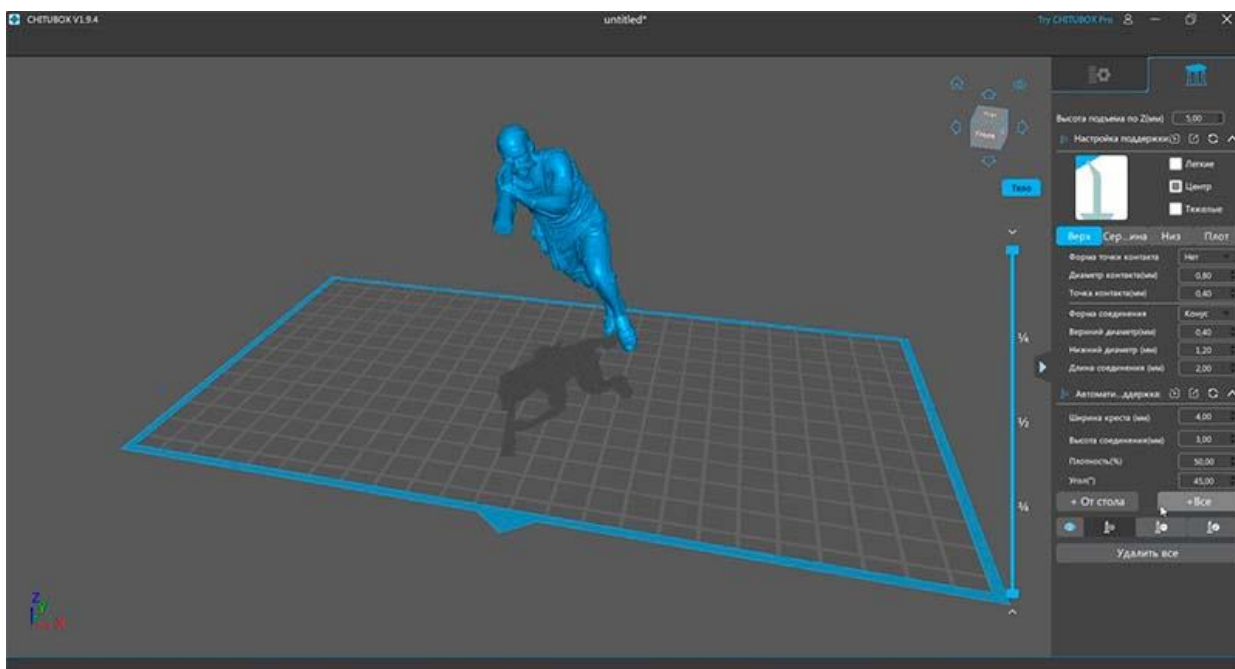 CHITUBOX V1.9.4
untitled*
Try CHITUBOX Pro
Высота подъема по Z(мм) 5,00
Настройка поддержки
Легкие
Центр
Тяжелые
Верх Сер...ина Низ Плот
Форма точки контакта Нет
Диаметр контакта(мм) 0,80
Точка контакта(мм) 0,40
Форма соединения Конус
Верхний диаметр(мм) 0,40
Нижний диаметр (мм) 1,20
Длина соединения (мм) 2,00
Автомати...ддержка
Ширина креста (мм) 4,00
Высота соединения(мм) 3,00
Плотность(%) 50,00
Угол(°) 45,00
+ От стола +Все
Удалить все
Тело
¼
½
¾
Z
Y
X